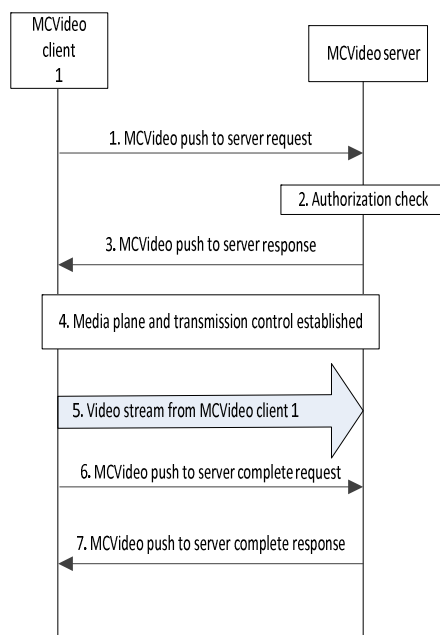 MCVideo
client
1
MCVideo server
1. MCVideo push to server request
2. Authorization check
3. MCVideo push to server response
4. Media plane and transmission control established
5. Video stream from MCVideo client 1
6. MCVideo push to server complete request
7. MCVideo push to server complete response